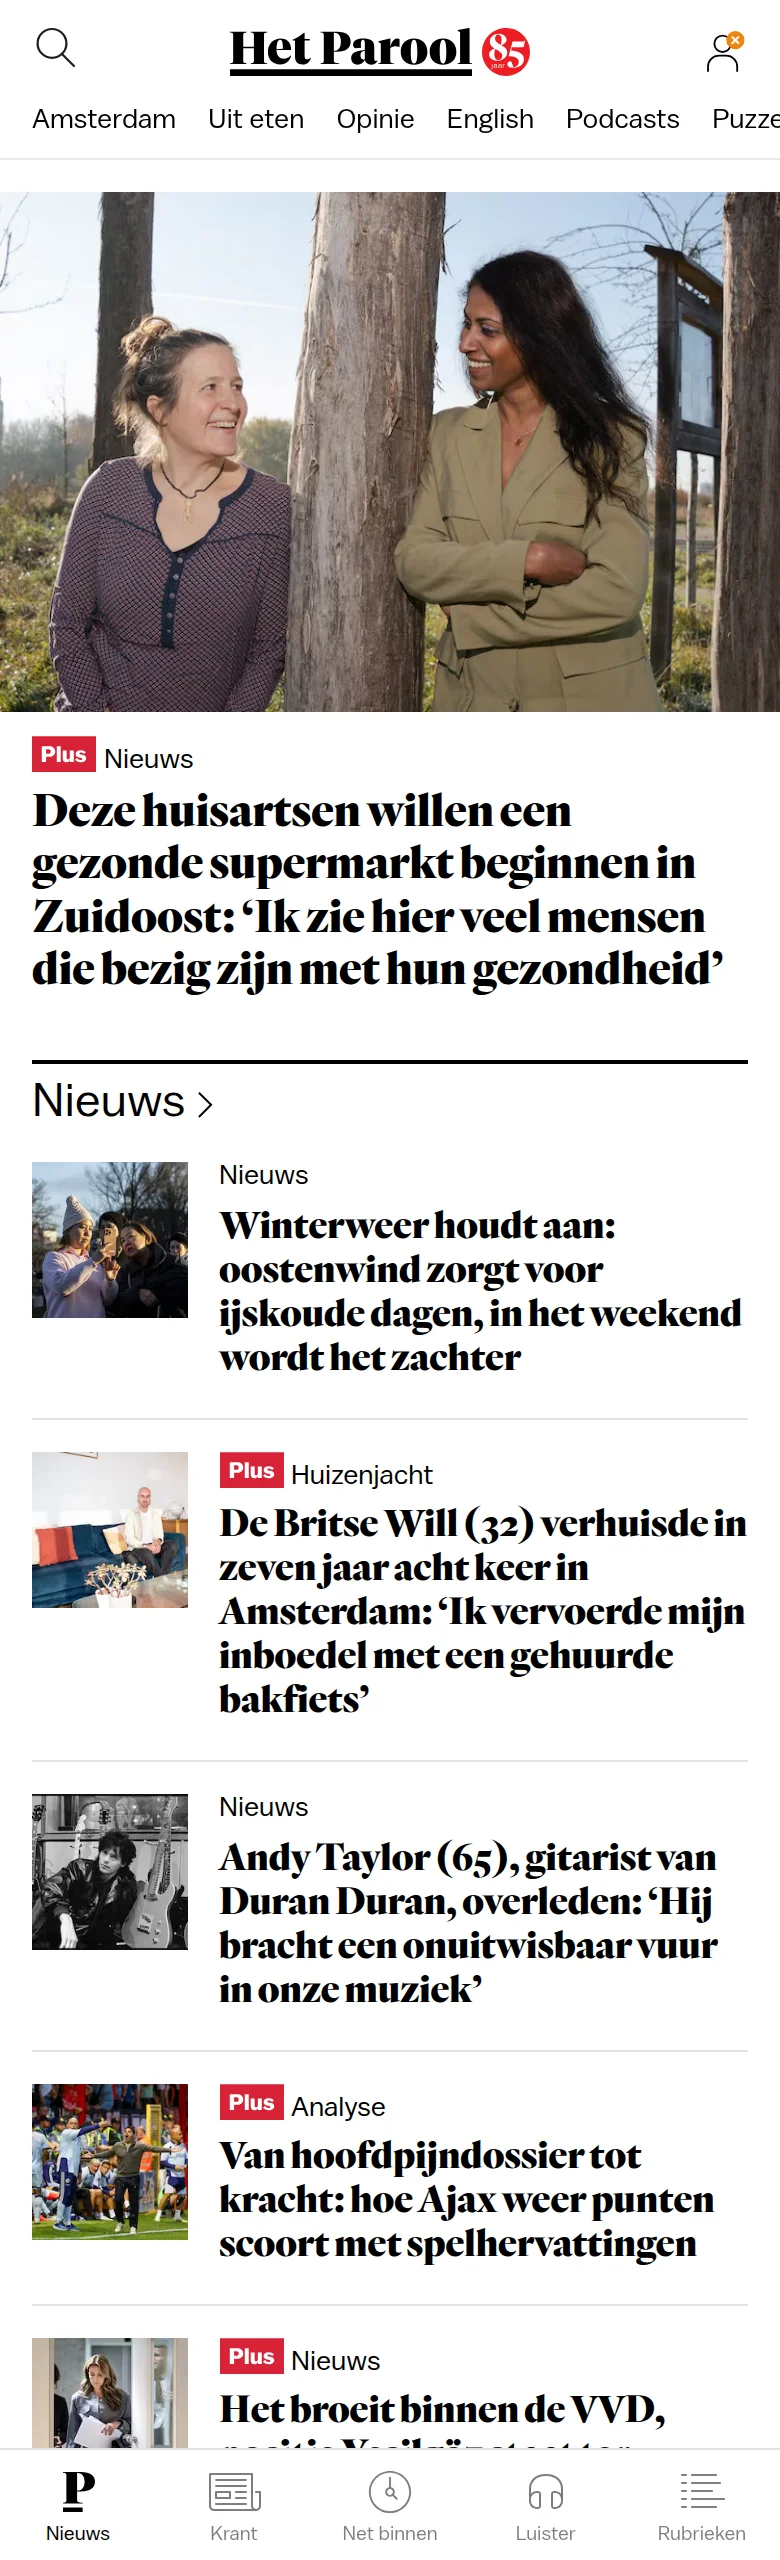 Het Parool 85 jaar
Amsterdam Uit eten Opinie English Podcasts Puzze
Plus Nieuws
Deze huisartsen willen een
gezonde supermarkt beginnen in
Zuidoost: ‘Ik zie hier veel mensen
die bezig zijn met hun gezondheid’
Nieuws
Nieuws
Winterweer houdt aan:
oostenwind zorgt voor
ijskoude dagen, in het weekend
wordt het zachter
Plus Huizenjacht
De Britse Will (32) verhuisde in
zeven jaar acht keer in
Amsterdam: ‘Ik vervoerde mijn
inboedel met een gehuurde
bakfiets’
Nieuws
Andy Taylor (65), gitarist van
Duran Duran, overleden: ‘Hij
bracht een onuitwisbaar vuur
in onze muziek’
Plus Analyse
Van hoofdpijndossier tot
kracht: hoe Ajax weer punten
scoort met spelhervattingen
Plus Nieuws
Het broeit binnen de VVD,
P
Nieuws Krant Net binnen Luister Rubrieken